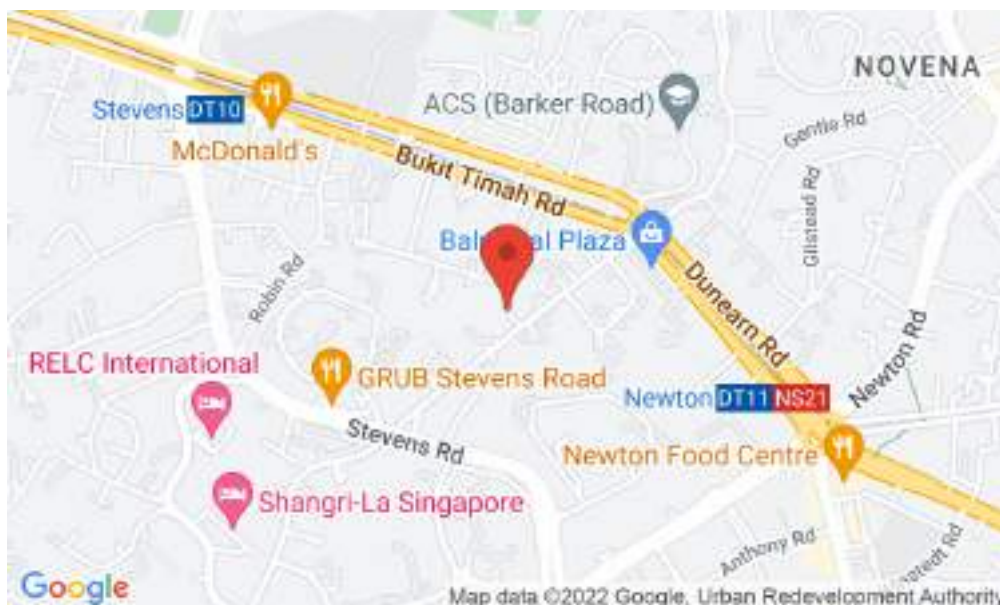 NOVENA
ACS (Barker Road)
Stevens DT10
McDonald's
Gentle Rd
Bukit Timah Rd
Gilstead Rd
Plaza
Robin Rd
Dunearn Rd
RELC International
GRUB Stevens Road
Newton DT11 NS21
Newton Rd
Stevens Rd
Newton Food Centre
Shangri-La Singapore
Anthony Rd
Rd
Google
Map data ©2022 Google, Urban Redevelopment Authority